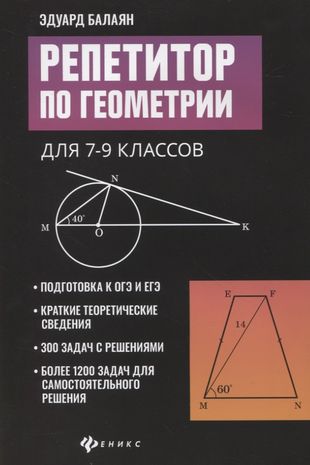 ЭДУАРД БАЛАЯН
РЕПЕТИТОР
ПО ГЕОМЕТРИИ
ДЛЯ 7-9 КЛАССОВ
N
M
40°
O
K
• ПОДГОТОВКА К ОГЭ И ЕГЭ
• КРАТКИЕ ТЕОРЕТИЧЕСКИЕ
СВЕДЕНИЯ
• 300 ЗАДАЧ С РЕШЕНИЯМИ
• БОЛЕЕ 1200 ЗАДАЧ ДЛЯ
САМОСТОЯТЕЛЬНОГО
РЕШЕНИЯ
E F
14
60°
M N
ФЕНИКС